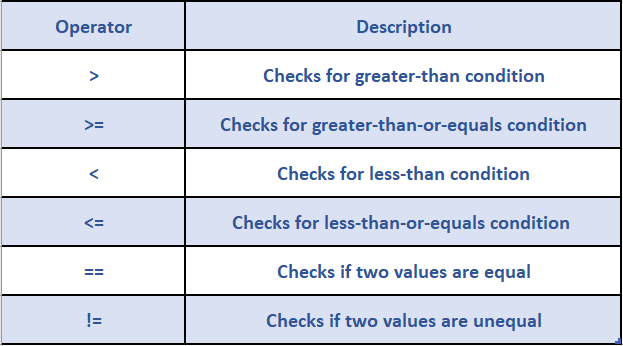 Operator Description
> Checks for greater-than condition
>= Checks for greater-than-or-equals condition
< Checks for less-than condition
<= Checks for less-than-or-equals condition
== Checks if two values are equal
!= Checks if two values are unequal